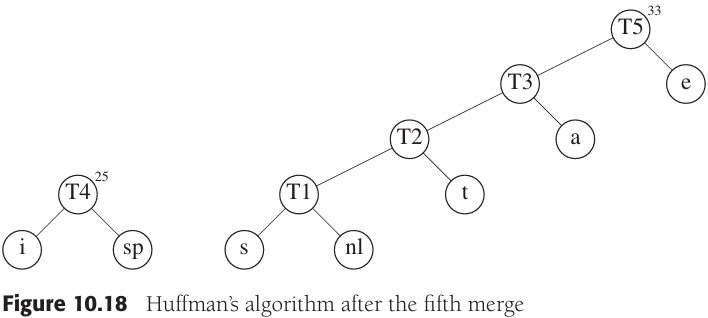 T5 33
T3 e
T2 a
T4 25 T1 t
i sp s nl
Figure 10.18 Huffman's algorithm after the fifth merge